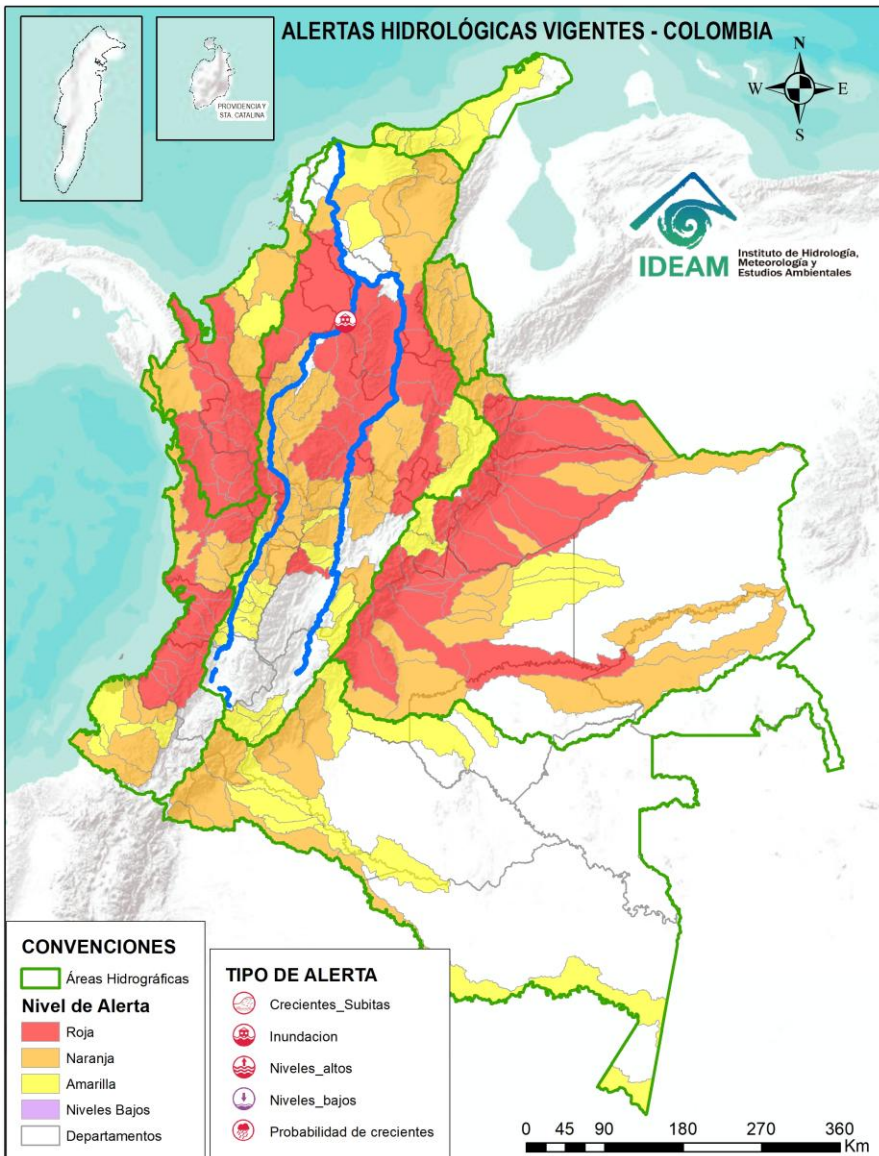 ALERTAS HIDROLÓGICAS VIGENTES - COLOMBIA
PROVIDENCIA Y
STA. CATALINA
N
W E
S
IDEAM
Instituto de Hidrología,
Meteorología y
Estudios Ambientales
CONVENCIONES
Áreas Hidrográficas
Nivel de Alerta
Roja
Naranja
Amarilla
Niveles Bajos
Departamentos
TIPO DE ALERTA
Crecientes_Subitas
Inundacion
Niveles_altos
Niveles_bajos
Probabilidad de crecientes
0 45 90 180 270 360
Km